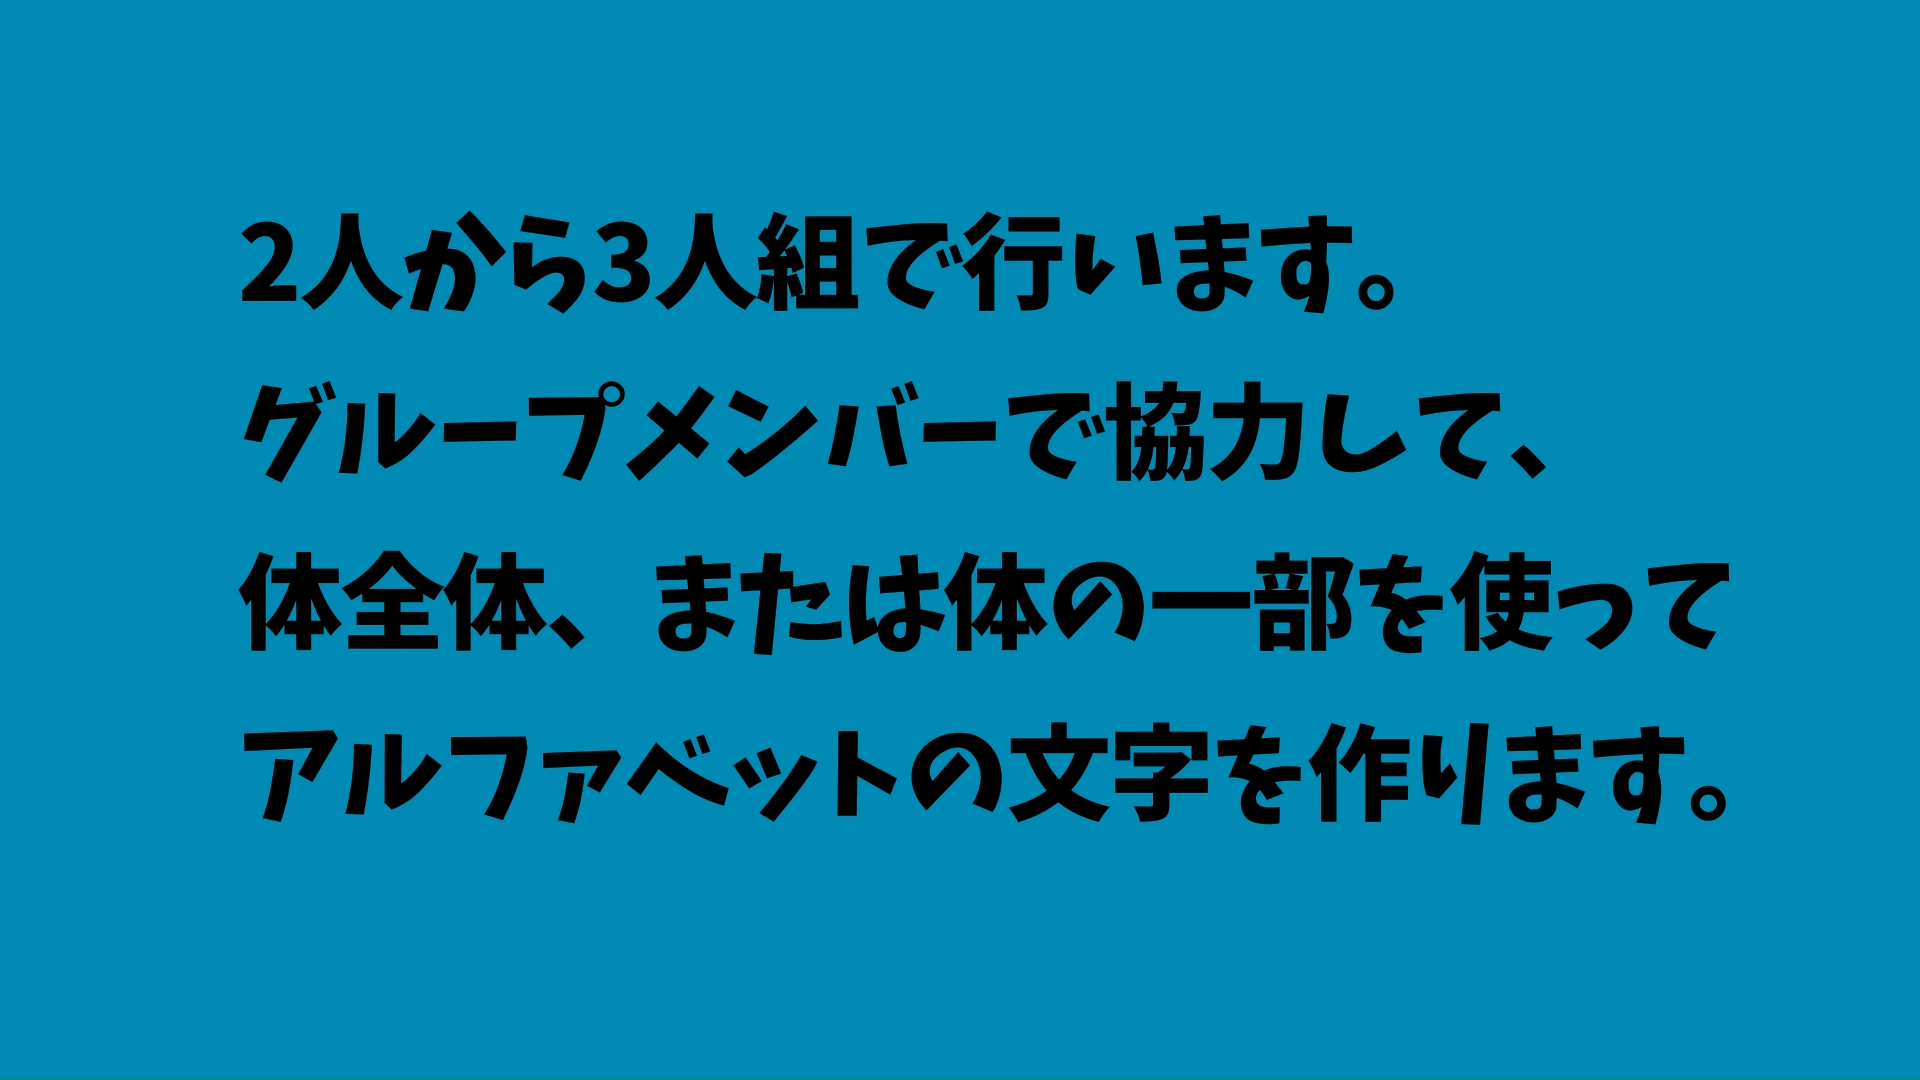 2人から3人組で行います。
グループメンバーで協力して、
体全体、または体の一部を使って
アルファベットの文字を作ります。